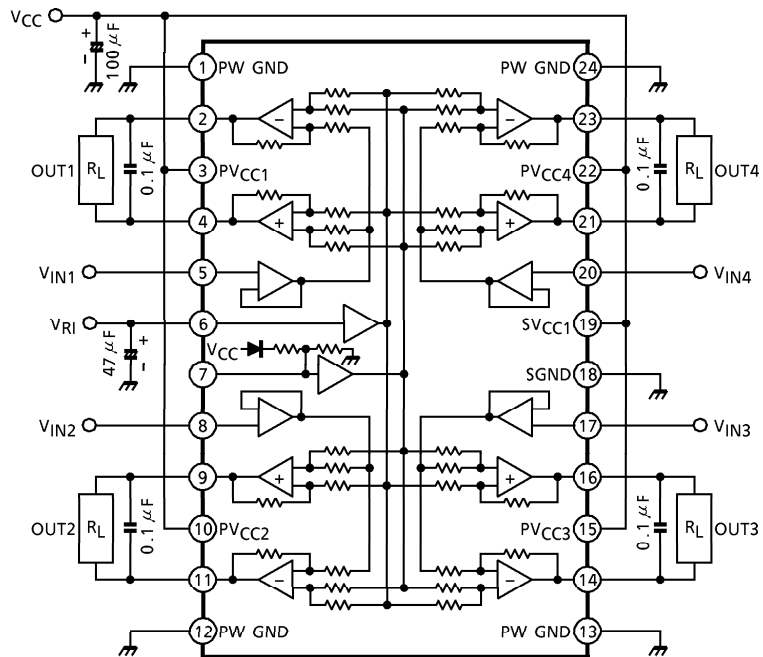 VCC
+
-
100 μF
1 PW GND
PW GND 24
2
-
-
23
OUT1
RL
0.1 μF
3 PVCC1
PVCC4 22
0.1 μF
RL
OUT4
4
+
+
21
VIN1
5
20
VIN4
VRI
6
SVCC1 19
47 μF
+
-
VCC
7
SGND 18
VIN2
8
17
VIN3
9
+
+
16
OUT2
RL
0.1 μF
10 PVCC2
PVCC3 15
0.1 μF
RL
OUT3
11
-
-
14
12 PW GND
PW GND 13